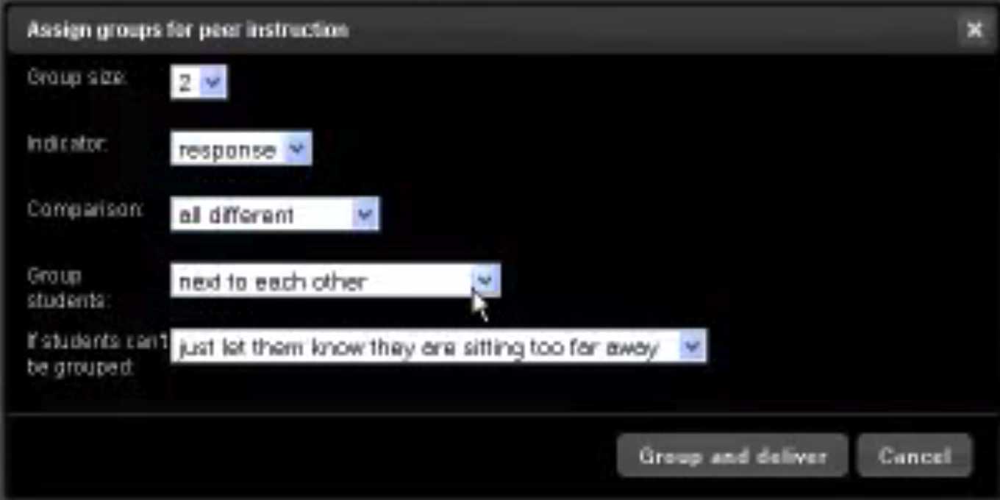 Assign groups for peer instruction
Group size: 2
Indicator: response
Comparison: all different
Group students: next to each other
If students can't be grouped: just let them know they are sitting too far away
Group and deliver Cancel